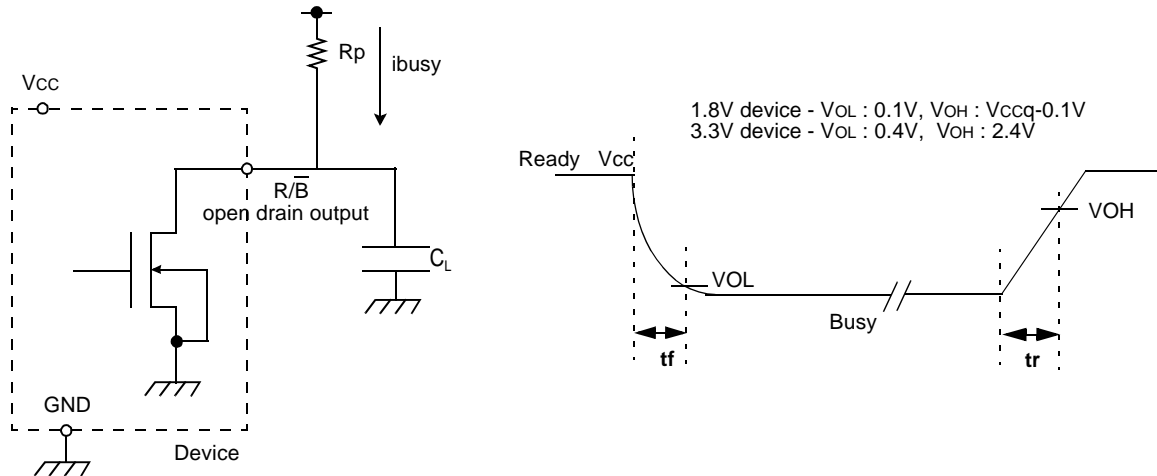 Rp
ibusy
VCC
R/B̅
open drain output
CL
GND
Device
1.8V device - VOL : 0.1V, VOH : VCCq-0.1V
3.3V device - VOL : 0.4V, VOH : 2.4V
Ready Vcc
VOH
VOL
Busy
tf
tr